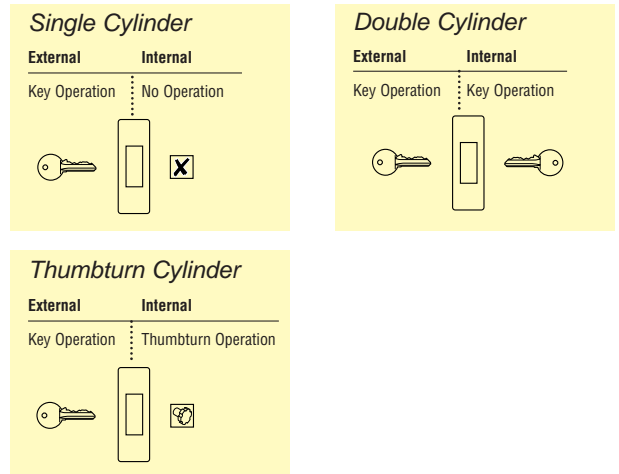 Single Cylinder
External Internal
Key Operation No Operation
Double Cylinder
External Internal
Key Operation Key Operation
Thumbturn Cylinder
External Internal
Key Operation Thumbturn Operation